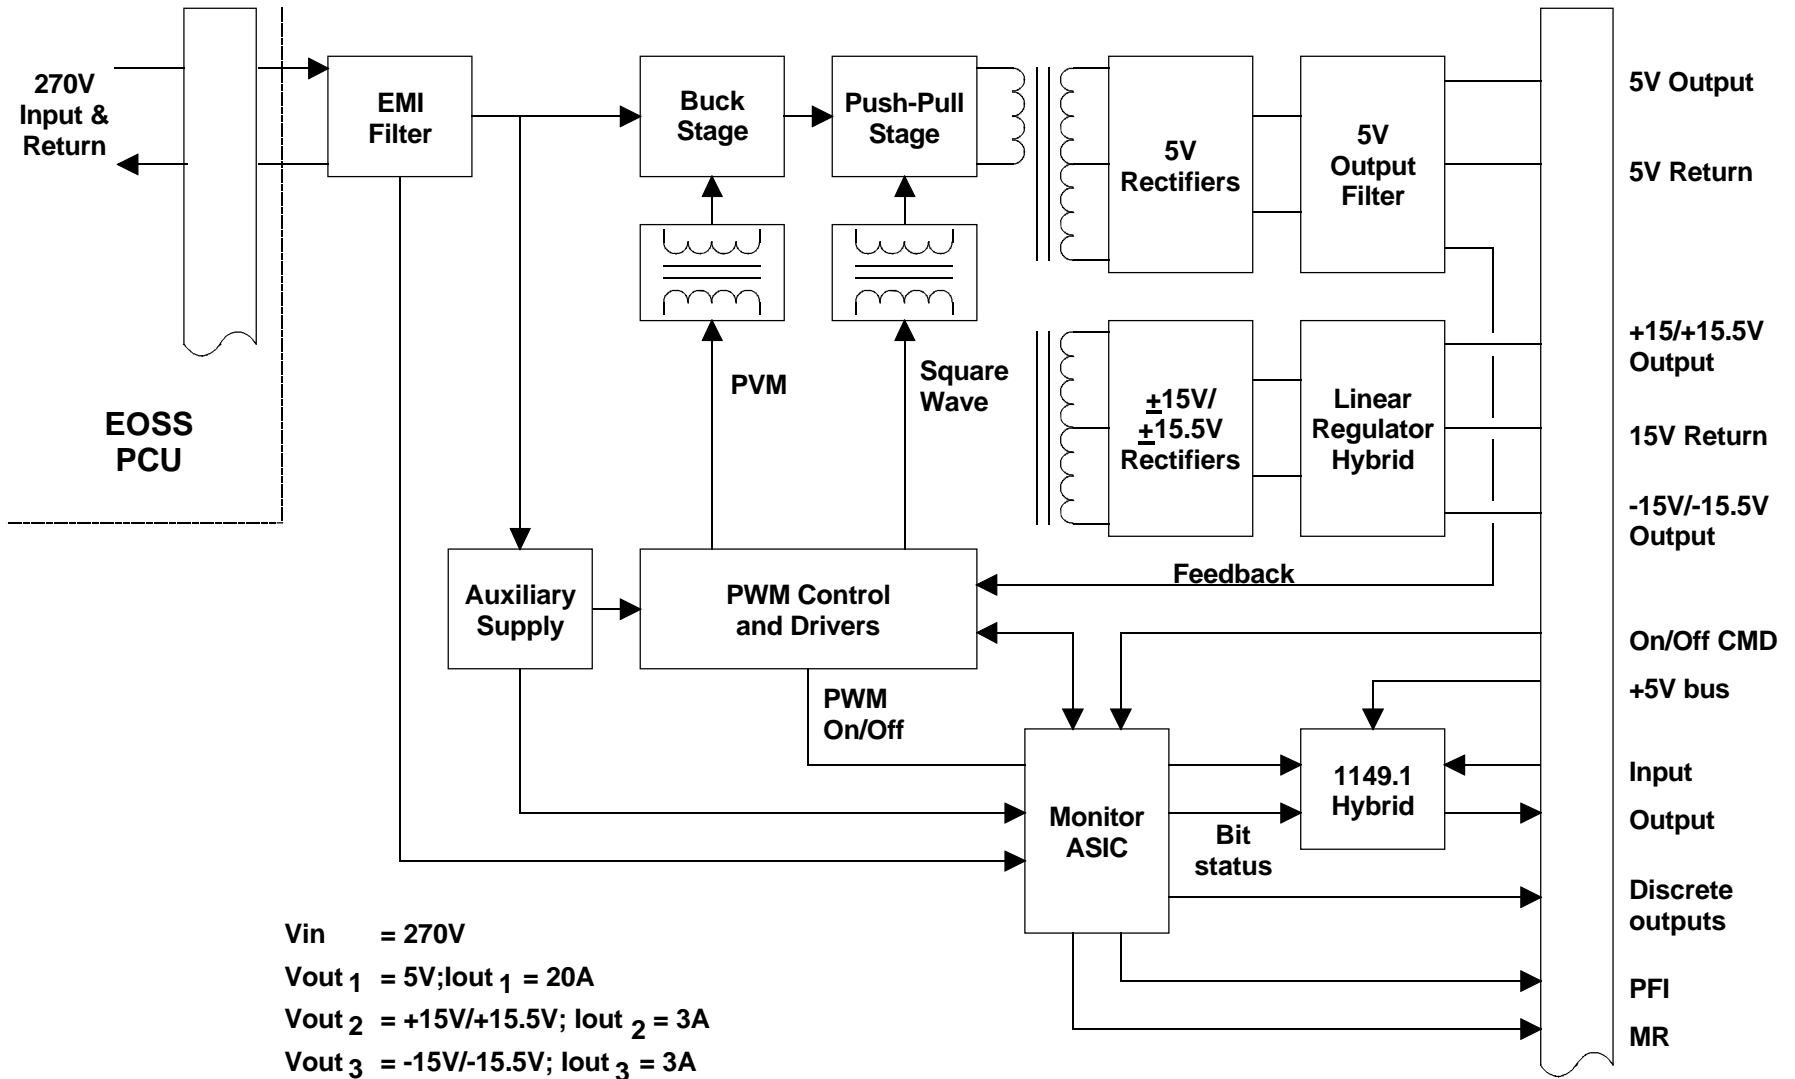 270V
Input &
Return
EMI
Filter
Buck
Stage
Push-Pull
Stage
5V
Rectifiers
5V
Output
Filter
5V Output
5V Return
PVM
Square
Wave
±15V/
±15.5V
Rectifiers
Linear
Regulator
Hybrid
+15/+15.5V
Output
15V Return
-15V/-15.5V
Output
EOSS
PCU
Auxiliary
Supply
PWM Control
and Drivers
Feedback
On/Off CMD
+5V bus
PWM
On/Off
Monitor
ASIC
1149.1
Hybrid
Bit
status
Input
Output
Discrete
outputs
PFI
MR
Vin = 270V
Vout 1 = 5V;Iout 1 = 20A
Vout 2 = +15V/+15.5V; Iout 2 = 3A
Vout 3 = -15V/-15.5V; Iout 3 = 3A